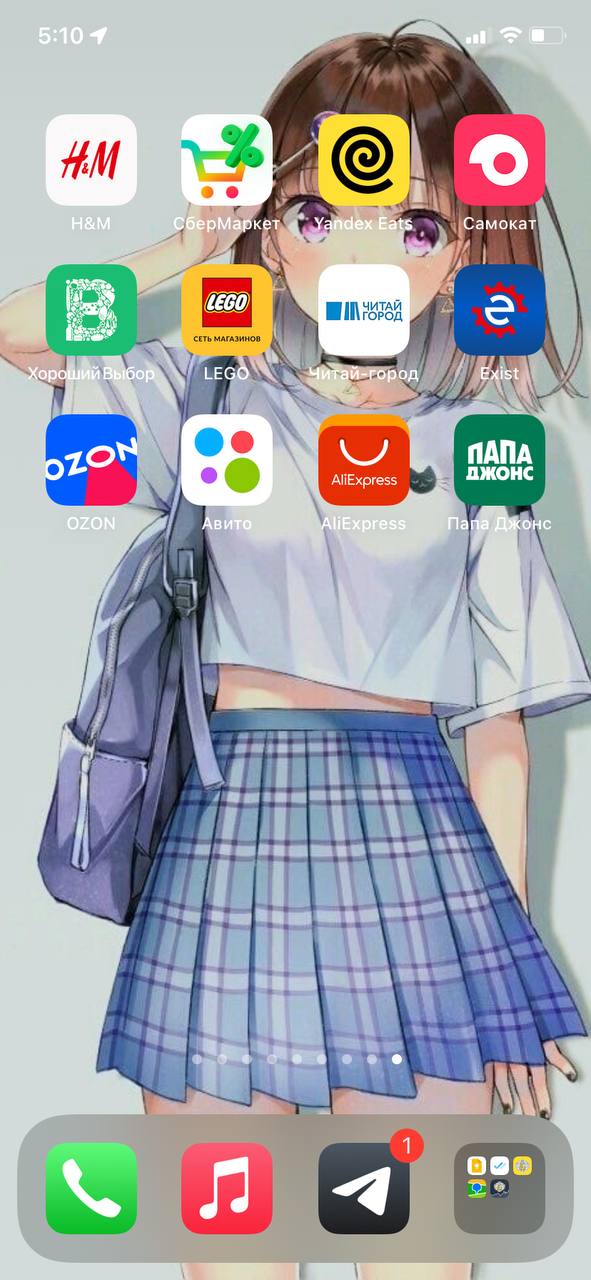 5:10
H&M
%
H&M
СберМаркет
Yandex Eats
Самокат
B
LEGO
СЕТЬ МАГАЗИНОВ
ЧИТАЙ
ГОРОД
э
ХорошийВыбор
LEGO
Читай-город
Exist
OZON
AliExpress
ПАПА
ДЖОНС
OZON
Авито
AliExpress
Папа Джонс
1